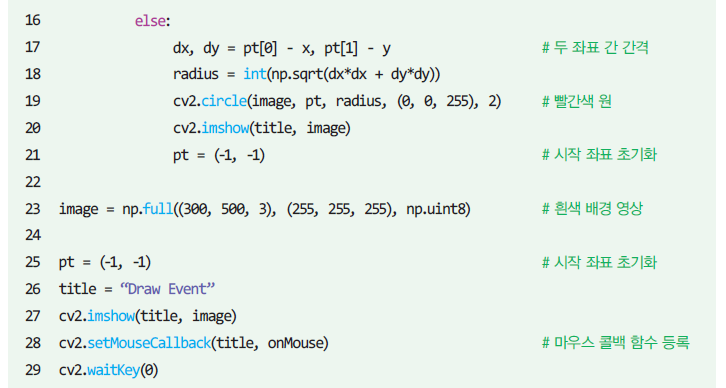 16 else:
17 dx, dy = pt[0] - x, pt[1] - y # 두 좌표 간 간격
18 radius = int(np.sqrt(dx*dx + dy*dy))
19 cv2.circle(image, pt, radius, (0, 0, 255), 2) # 빨간색 원
20 cv2.imshow(title, image)
21 pt = (-1, -1) # 시작 좌표 초기화
22
23 image = np.full((300, 500, 3), (255, 255, 255), np.uint8) # 흰색 배경 영상
24
25 pt = (-1, -1) # 시작 좌표 초기화
26 title = “Draw Event”
27 cv2.imshow(title, image)
28 cv2.setMouseCallback(title, onMouse) # 마우스 콜백 함수 등록
29 cv2.waitKey(0)